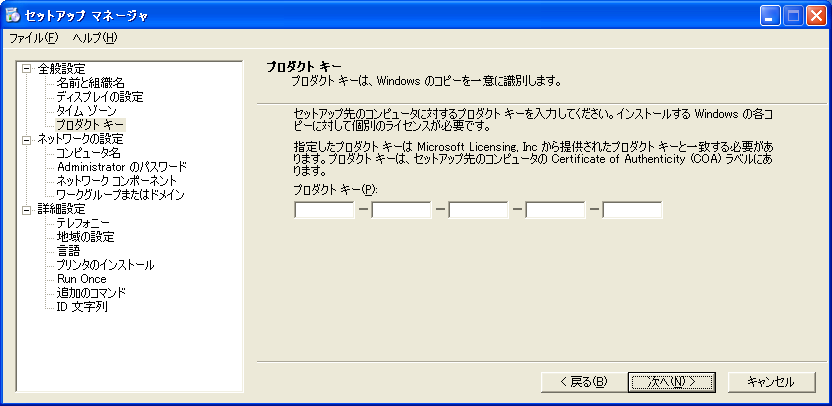 セットアップ マネージャ
ファイル(F) ヘルプ(H)
全般設定
名前と組織名
ディスプレイの設定
タイム ゾーン
プロダクト キー
ネットワークの設定
コンピュータ名
Administrator のパスワード
ネットワーク コンポーネント
ワークグループまたはドメイン
詳細設定
テレフォニー
地域の設定
言語
プリンタのインストール
Run Once
追加のコマンド
ID 文字列
プロダクト キー
プロダクト キーは、Windows のコピーを一意に識別します。
セットアップ先のコンピュータに対するプロダクト キーを入力してください。インストールする Windows の各コ
ピーに対して個別のライセンスが必要です。
指定したプロダクト キーは Microsoft Licensing, Inc から提供されたプロダクト キーと一致する必要があ
ります。プロダクト キーは、セットアップ先のコンピュータの Certificate of Authenticity (COA) ラベルにあ
ります。
プロダクト キー(P):
< 戻る(B) 次へ(N) > キャンセル